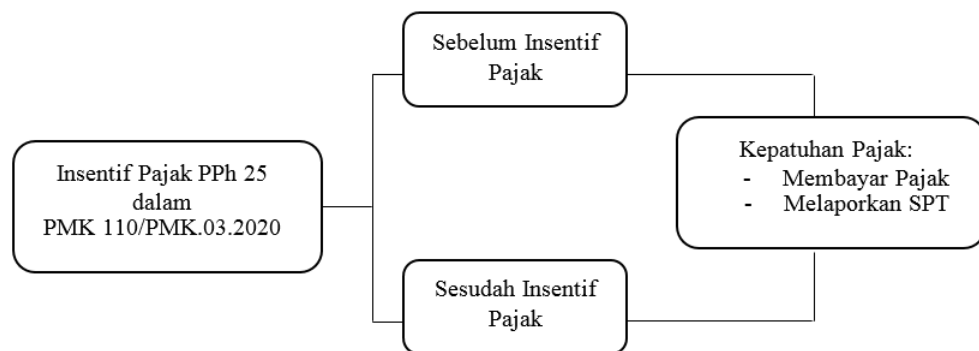 Sebelum Insentif
Pajak
Insentif Pajak PPh 25
dalam
PMK 110/PMK.03.2020
Kepatuhan Pajak:
- Membayar Pajak
- Melaporkan SPT
Sesudah Insentif
Pajak